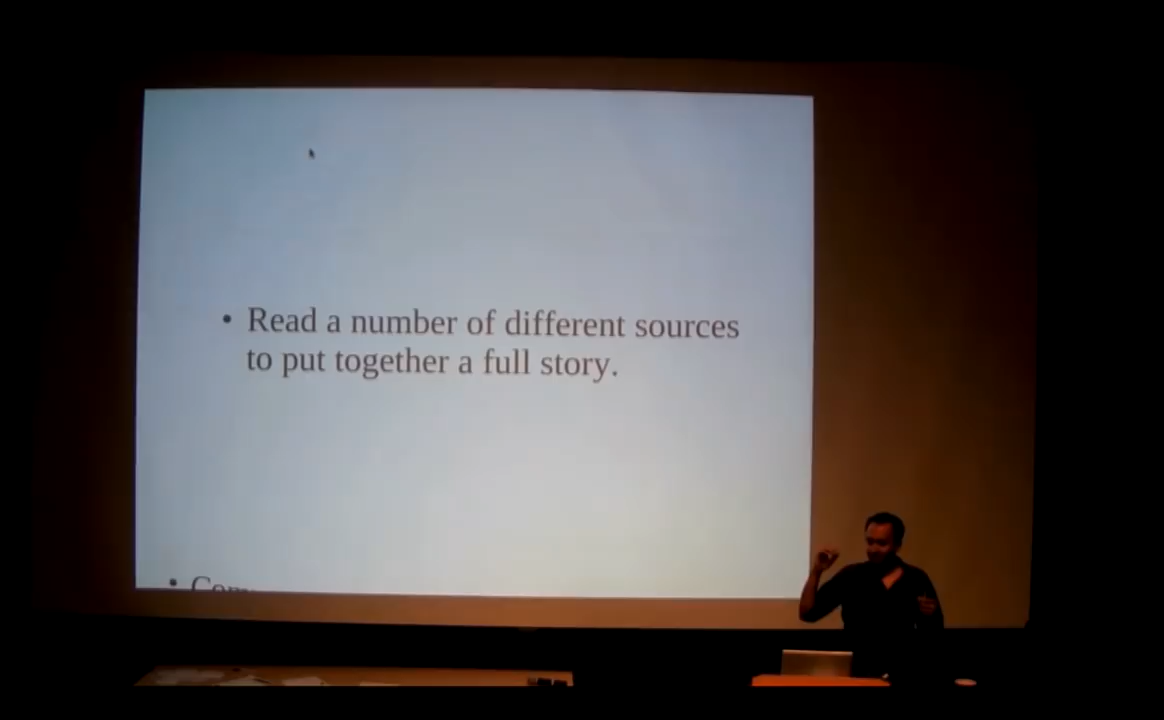 • Read a number of different sources
to put together a full story.